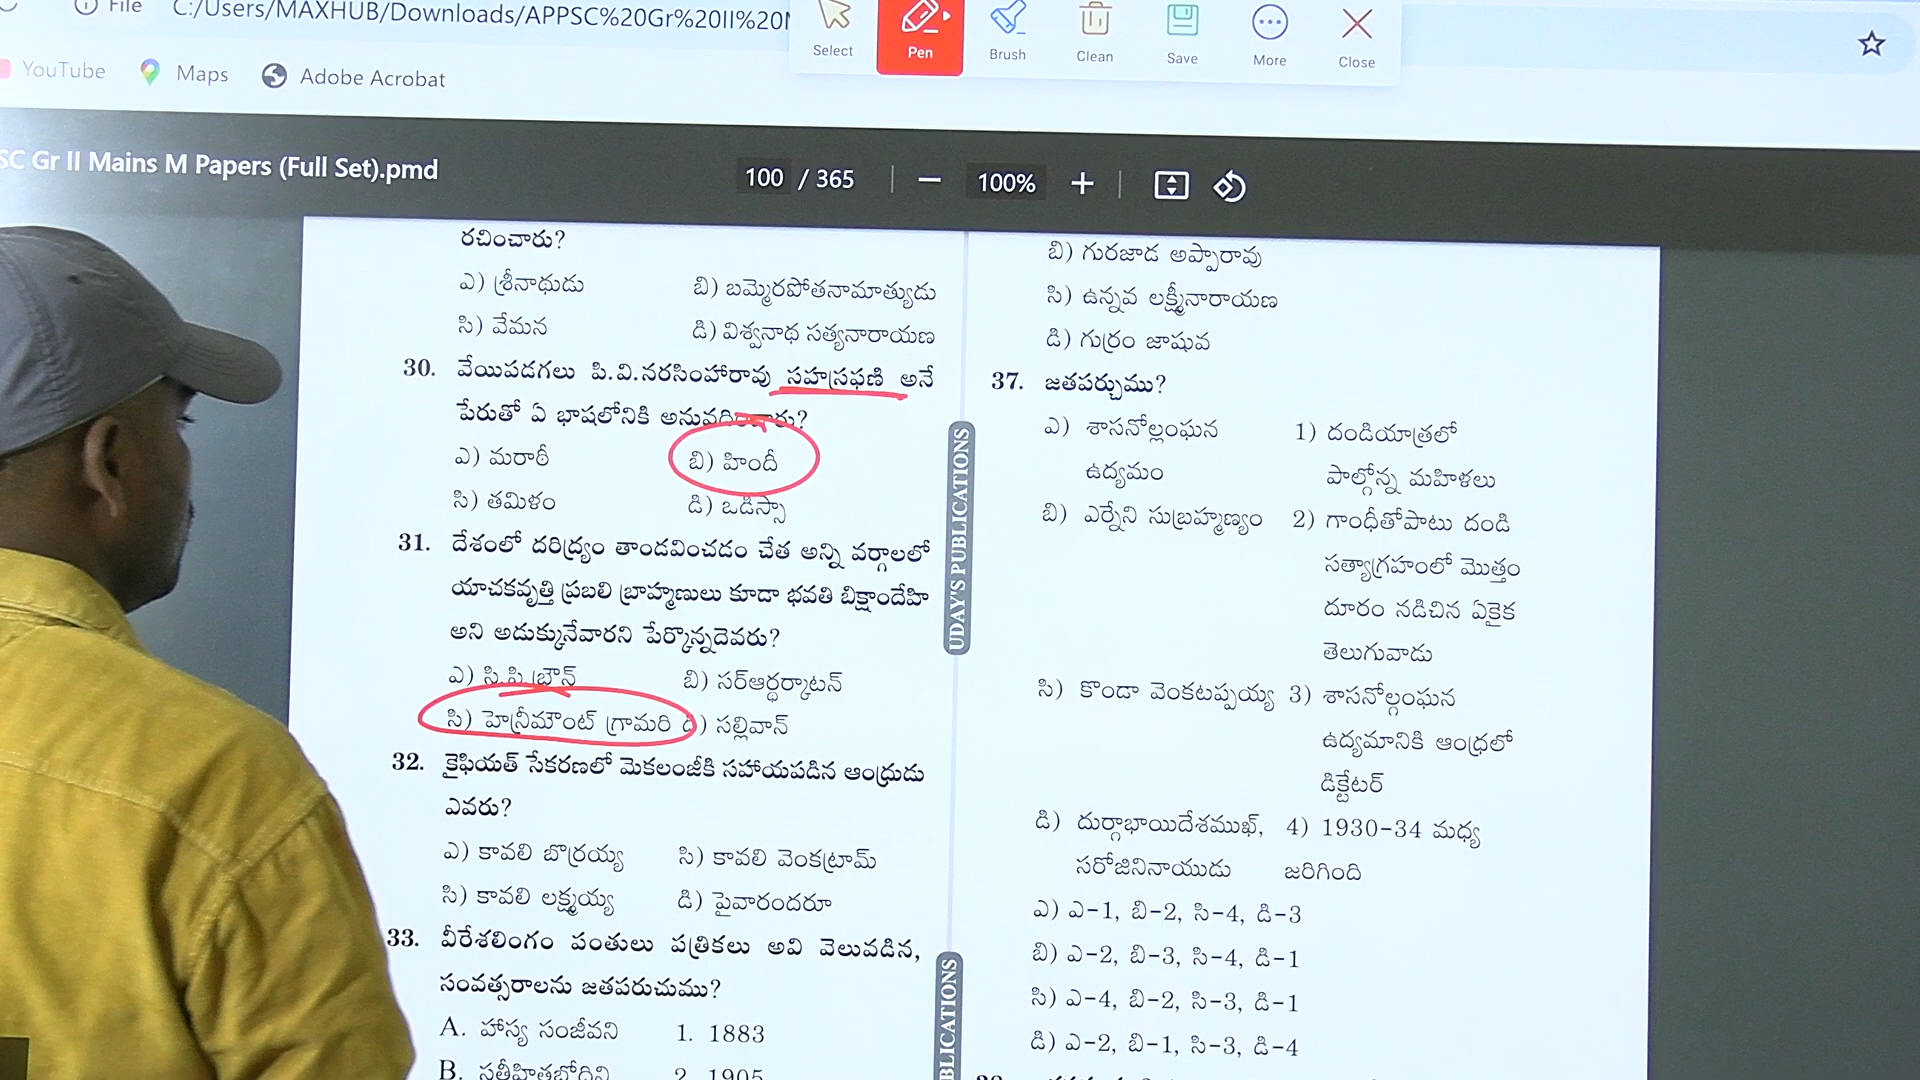 File C:/Users/MAXHUB/Downloads/APPSC%20Gr%20II%20
Select
Pen
Brush
Clean
Save
More
Close
YouTube
Maps
Adobe Acrobat
SC Gr II Mains M Papers (Full Set).pmd
100 / 365
100%
రచించారు?
ఎ) శ్రీనాథుడు బి) బమ్మెరపోతనామాత్యుడు
సి) వేమన డి) విశ్వనాథ సత్యనారాయణ
30. వేయిపడగలు పి.వి.నరసింహారావు సహస్రఫణి అనే
పేరుతో ఏ భాషలోనికి అనువదించారు?
ఎ) మరాఠీ బి) హిందీ
సి) తమిళం డి) ఒడిస్సా
31. దేశంలో దరిద్ర్యం తాండవించడం చేత అన్ని వర్గాలలో
యాచకవృత్తి ప్రబలి బ్రాహ్మణులు కూడా భవతి బిక్షాందేహి
అని అడుక్కునేవారని పేర్కొన్నదెవరు?
ఎ) సి.పి.బ్రౌన్ బి) సర్ఆర్థర్కాటన్
సి) హెన్రీమౌంట్ గ్రామరి డి) సల్లివాన్
32. కైఫియత్ సేకరణలో మెకలంజీకి సహాయపడిన ఆంధ్రుడు
ఎవరు?
ఎ) కావలి బొర్రయ్య సి) కావలి వెంకట్రామ్
సి) కావలి లక్ష్మయ్య డి) పైవారందరూ
33. వీరేశలింగం పంతులు పత్రికలు అవి వెలువడిన,
సంవత్సరాలను జతపరుచుము?
A. హాస్య సంజీవని 1. 1883
B. సతీహితబోధిని 2. 1905
UDAY'S PUBLICATIONS
BLICATIONS
బి) గురజాడ అప్పారావు
సి) ఉన్నవ లక్ష్మీనారాయణ
డి) గుర్రం జాషువ
37. జతపర్చుము?
ఎ) శాసనోల్లంఘన 1) దండియాత్రలో
ఉద్యమం పాల్గోన్న మహిళలు
బి) ఎర్నేని సుబ్రహ్మణ్యం 2) గాంధీతోపాటు దండి
సత్యాగ్రహంలో మొత్తం
దూరం నడిచిన ఏకైక
తెలుగువాడు
సి) కొండా వెంకటప్పయ్య 3) శాసనోల్గంఘన
ఉద్యమానికి ఆంధ్రలో
డిక్టేటర్
డి) దుర్గాభాయిదేశముఖ్, 4) 1930-34 మధ్య
సరోజినినాయుడు జరిగింది
ఎ) ఎ-1, బి-2, సి-4, డి-3
బి) ఎ-2, బి-3, సి-4, డి-1
సి) ఎ-4, బి-2, సి-3, డి-1
డి) ఎ-2, బి-1, సి-3, డి-4